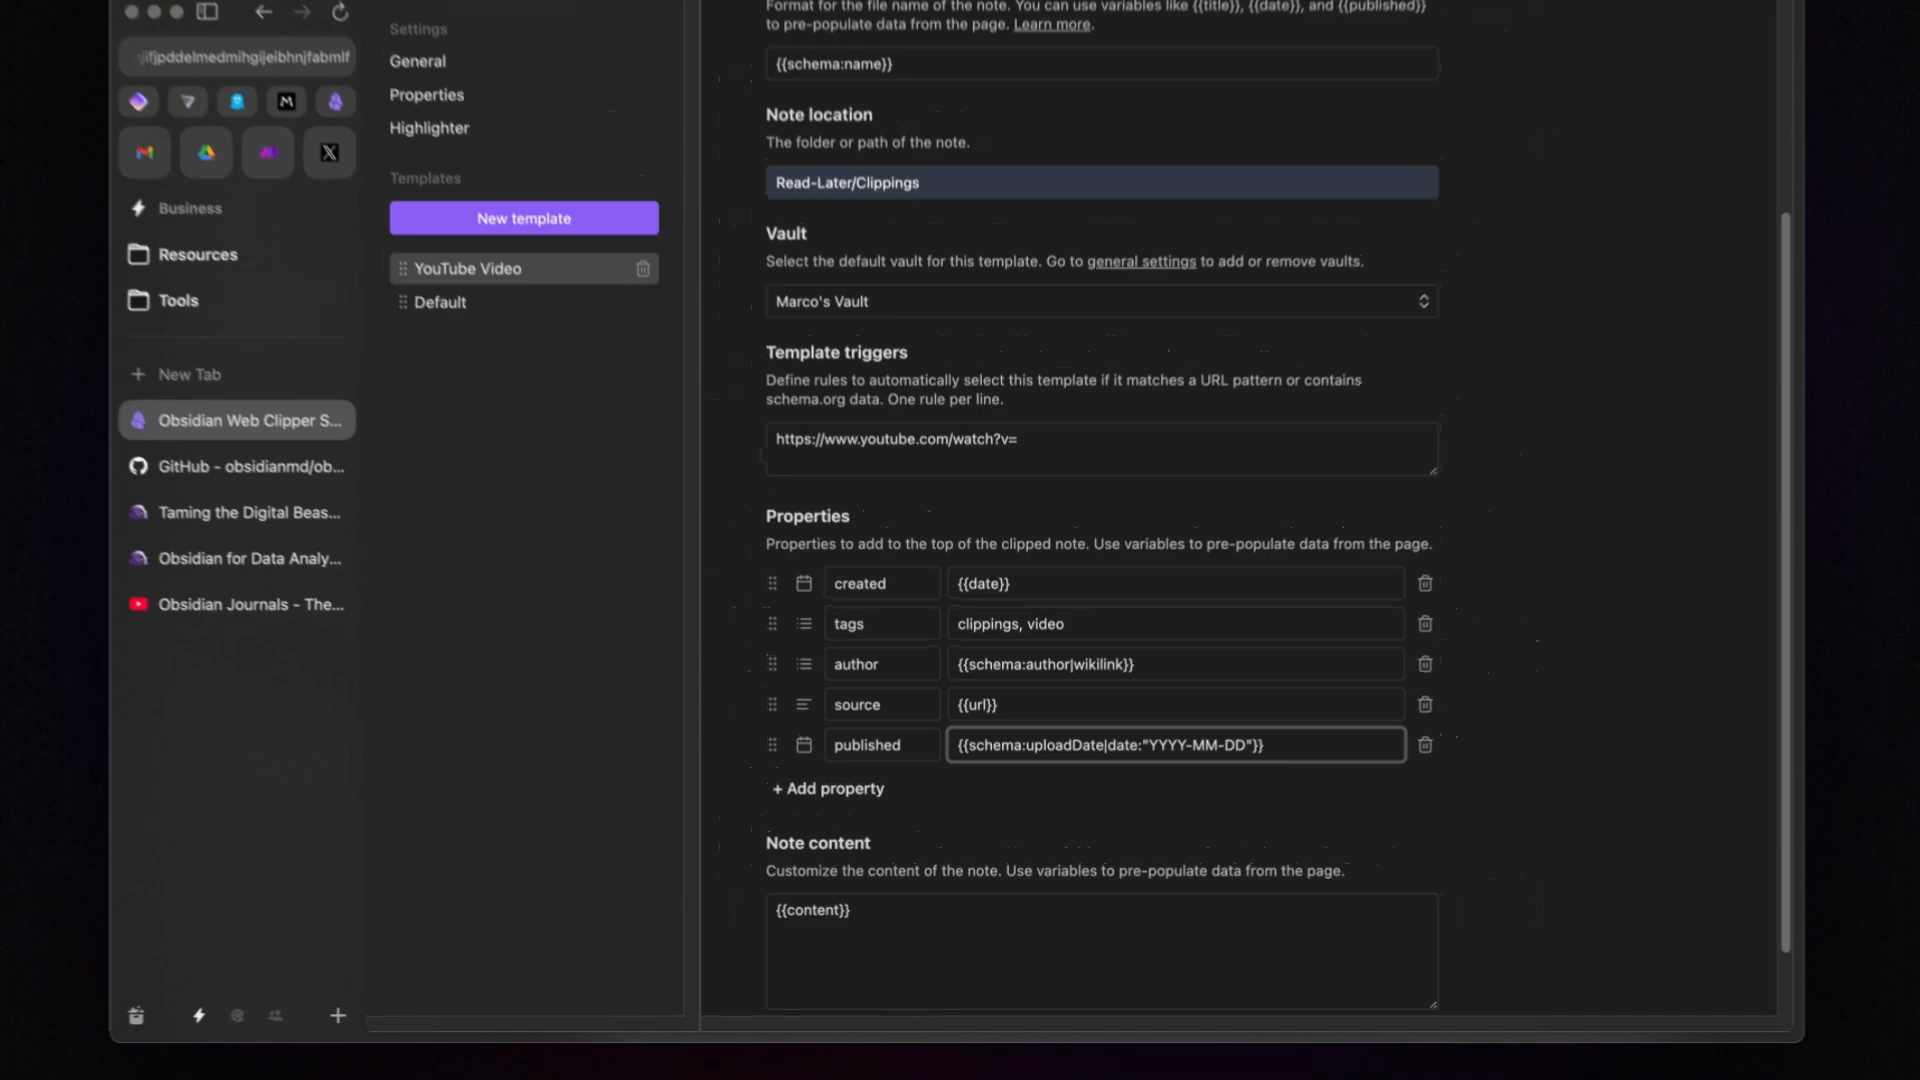 jifjpddelmedmihgijeibhnjfabmlf
Business
Resources
Tools
New Tab
Obsidian Web Clipper S...
GitHub - obsidianmd/ob...
Taming the Digital Beas...
Obsidian for Data Analy...
Obsidian Journals - The...
Settings
General
Properties
Highlighter
Templates
New template
YouTube Video
Default
Format for the file name of the note. You can use variables like {{title}}, {{date}}, and {{published}}
to pre-populate data from the page. Learn more.
{{schema:name}}
Note location
The folder or path of the note.
Read-Later/Clippings
Vault
Select the default vault for this template. Go to general settings to add or remove vaults.
Marco's Vault
Template triggers
Define rules to automatically select this template if it matches a URL pattern or contains
schema.org data. One rule per line.
https://www.youtube.com/watch?v=
Properties
Properties to add to the top of the clipped note. Use variables to pre-populate data from the page.
created {{date}}
tags clippings, video
author {{schema:author|wikilink}}
source {{url}}
published {{schema:uploadDate|date:"YYYY-MM-DD"}}
+ Add property
Note content
Customize the content of the note. Use variables to pre-populate data from the page.
{{content}}